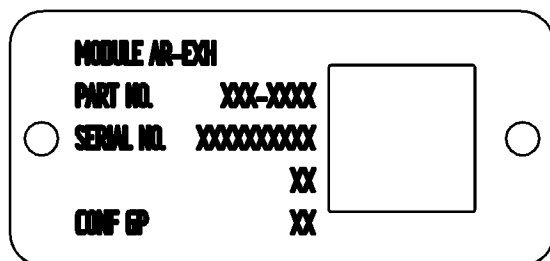 MODULE AR-EXH
PART NO. XXX-XXXX
SERIAL NO. XXXXXXXXXX
XX
CONF GP XX